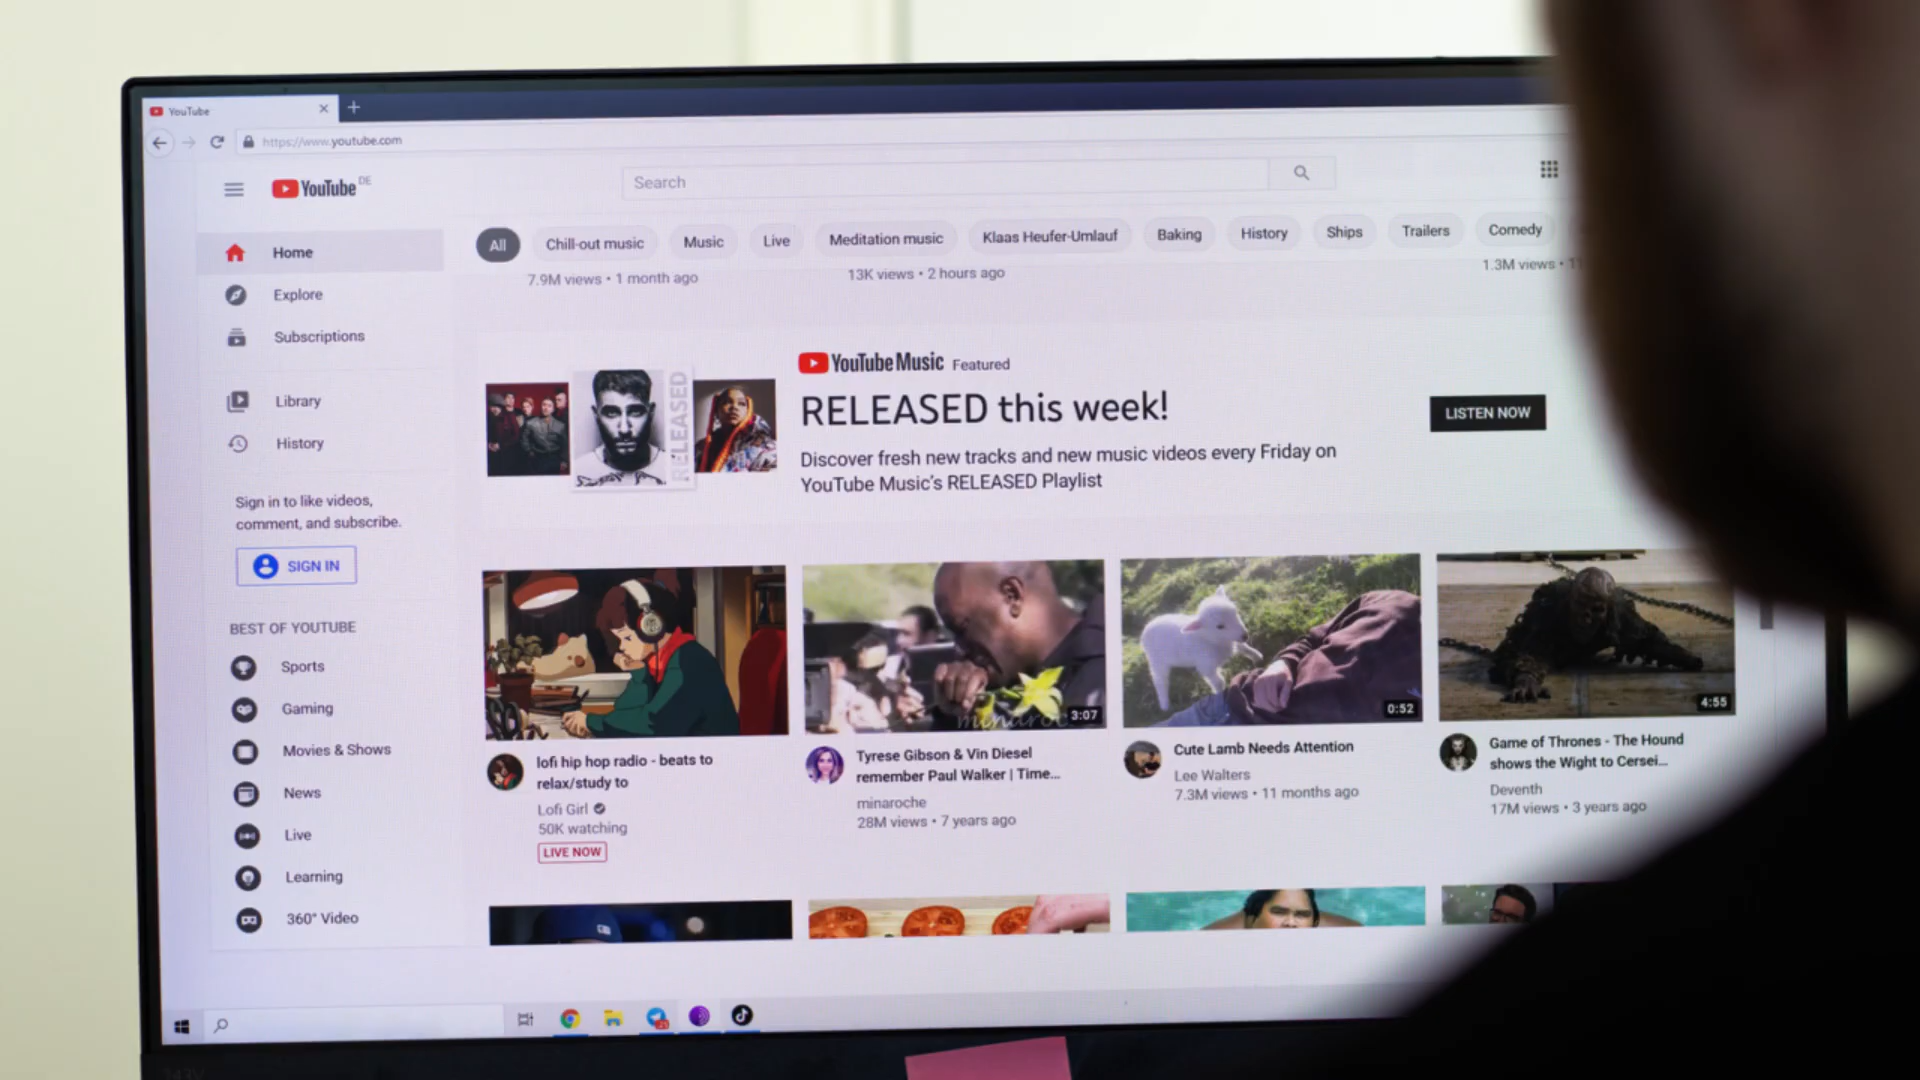 YouTube
https://www.youtube.com
YouTube DE
Search
All
Chill-out music
Music
Live
Meditation music
Klaas Heufer-Umlauf
Baking
History
Ships
Trailers
Comedy
7.9M views • 1 month ago
13K views • 2 hours ago
1.3M views •
Home
Explore
Subscriptions
Library
History
Sign in to like videos,
comment, and subscribe.
SIGN IN
BEST OF YOUTUBE
Sports
Gaming
Movies & Shows
News
Live
Learning
360° Video
RELEASED
YouTube Music Featured
RELEASED this week!
Discover fresh new tracks and new music videos every Friday on
YouTube Music's RELEASED Playlist
LISTEN NOW
lofi hip hop radio - beats to
relax/study to
Lofi Girl
50K watching
LIVE NOW
minaroc
3:07
Tyrese Gibson & Vin Diesel
remember Paul Walker | Time...
minaroche
28M views • 7 years ago
0:52
Cute Lamb Needs Attention
Lee Walters
7.3M views • 11 months ago
4:55
Game of Thrones - The Hound
shows the Wight to Cersei...
Deventh
17M views • 3 years ago